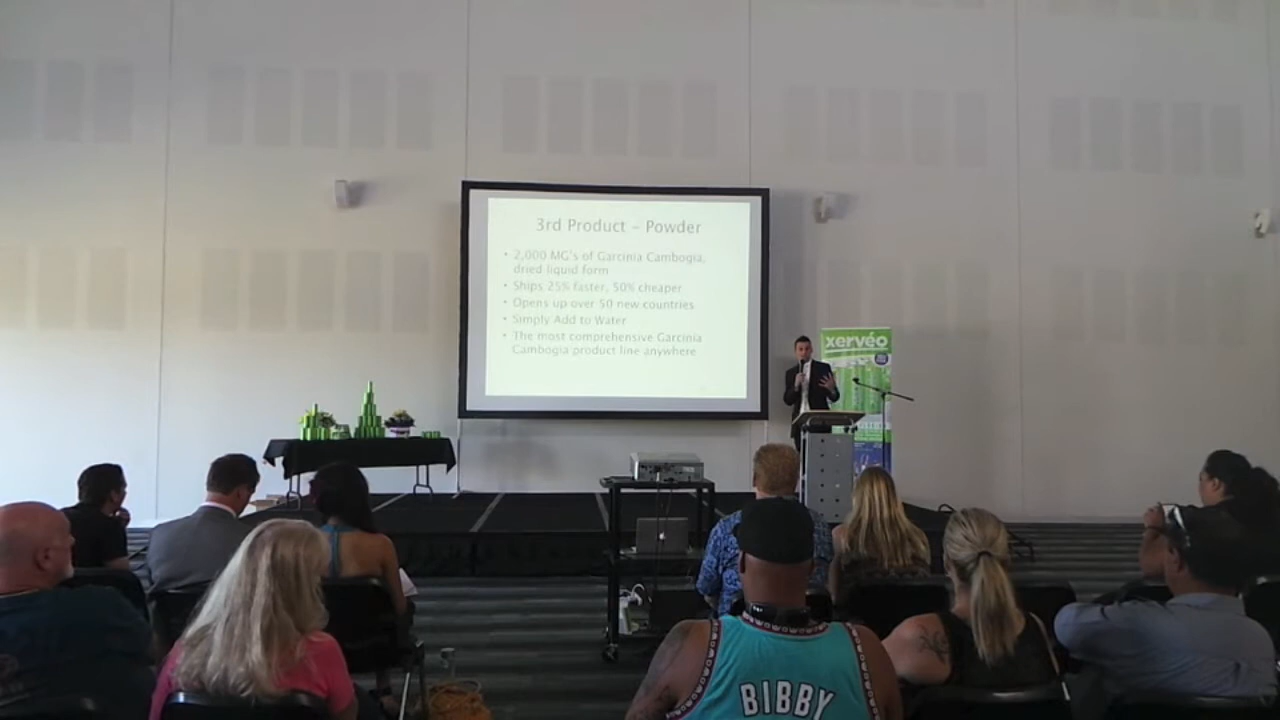 3rd Product – Powder
• 2,000 MG's of Garcinia Cambogia,
dried liquid form
• Ships 25% faster, 50% cheaper
• Opens up over 50 new countries
• Simply Add to Water
• The most comprehensive Garcinia
Cambogia product line anywhere
xervéo
BIBBY